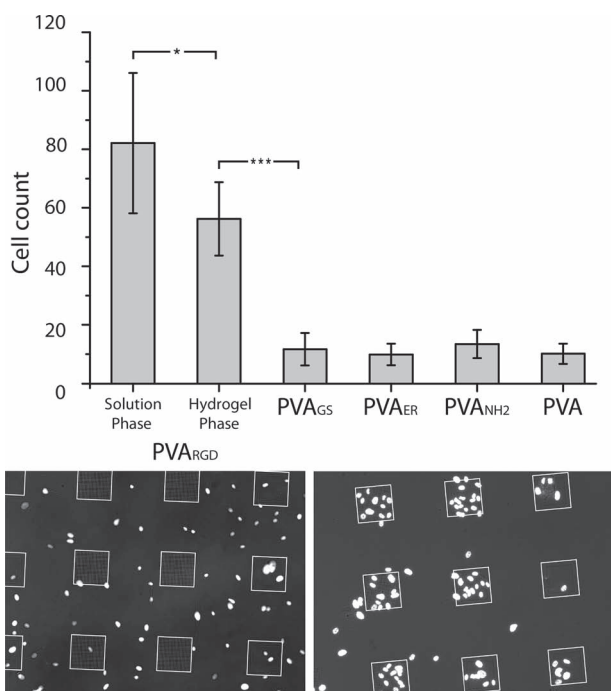 120
100
80
60
40
20
0
Cell count
*
***
Solution Phase
Hydrogel Phase
PVARGD
PVAGS
PVAER
PVANH2
PVA